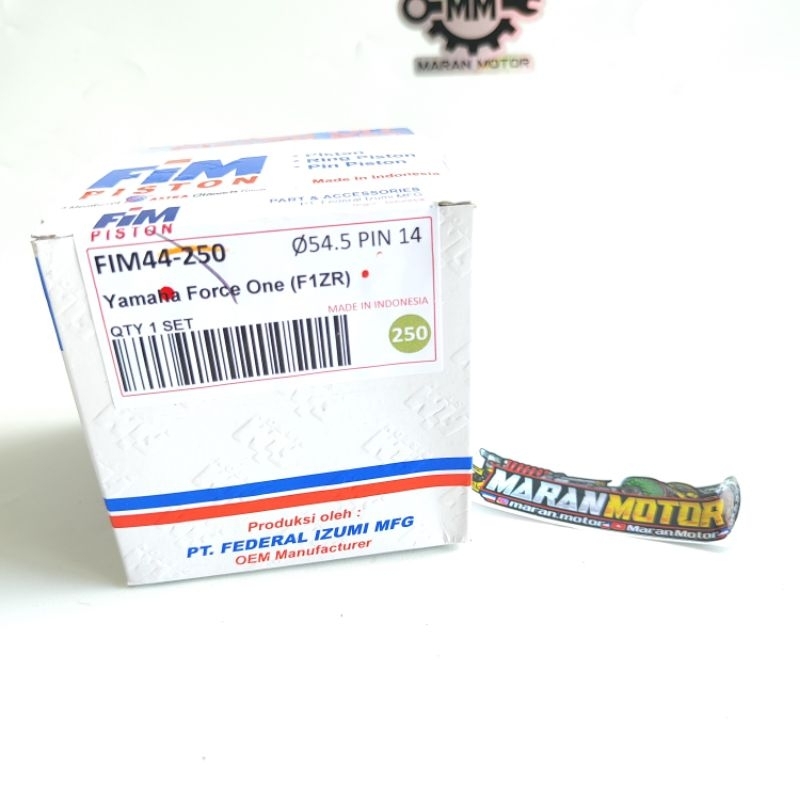 MM
MARAN MOTOR
FiM
PISTON
• Piston
• Ring Piston
• Pin Piston
Made in Indonesia
ASTRA
PART & ACCESSORIES
FiM
PISTON
FIM44-250 Ø54.5 PIN 14
Yamaha Force One (F1ZR)
MADE IN INDONESIA
QTY 1 SET
250
Produksi oleh :
PT. FEDERAL IZUMI MFG
OEM Manufacturer
MARANMOTOR
maran.motor MaranMotor